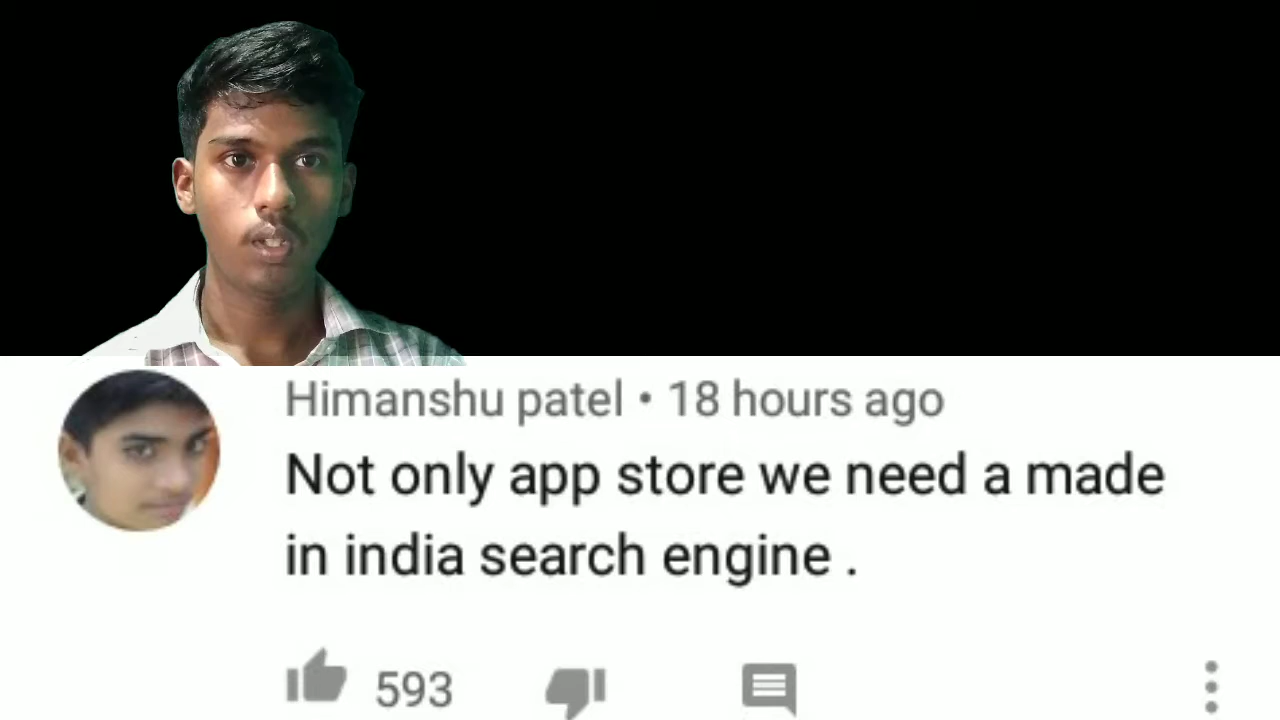 Himanshu patel • 18 hours ago
Not only app store we need a made
in india search engine .
593